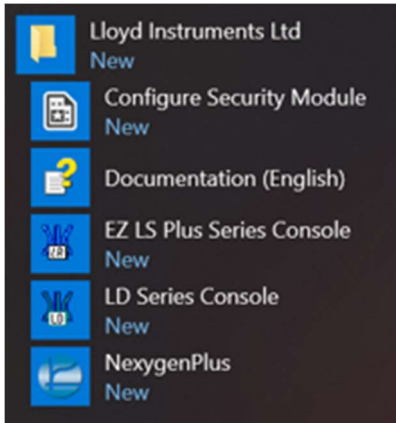 Lloyd Instruments Ltd
New
Configure Security Module
New
Documentation (English)
EZ LS Plus Series Console
New
LD Series Console
New
NexygenPlus
New